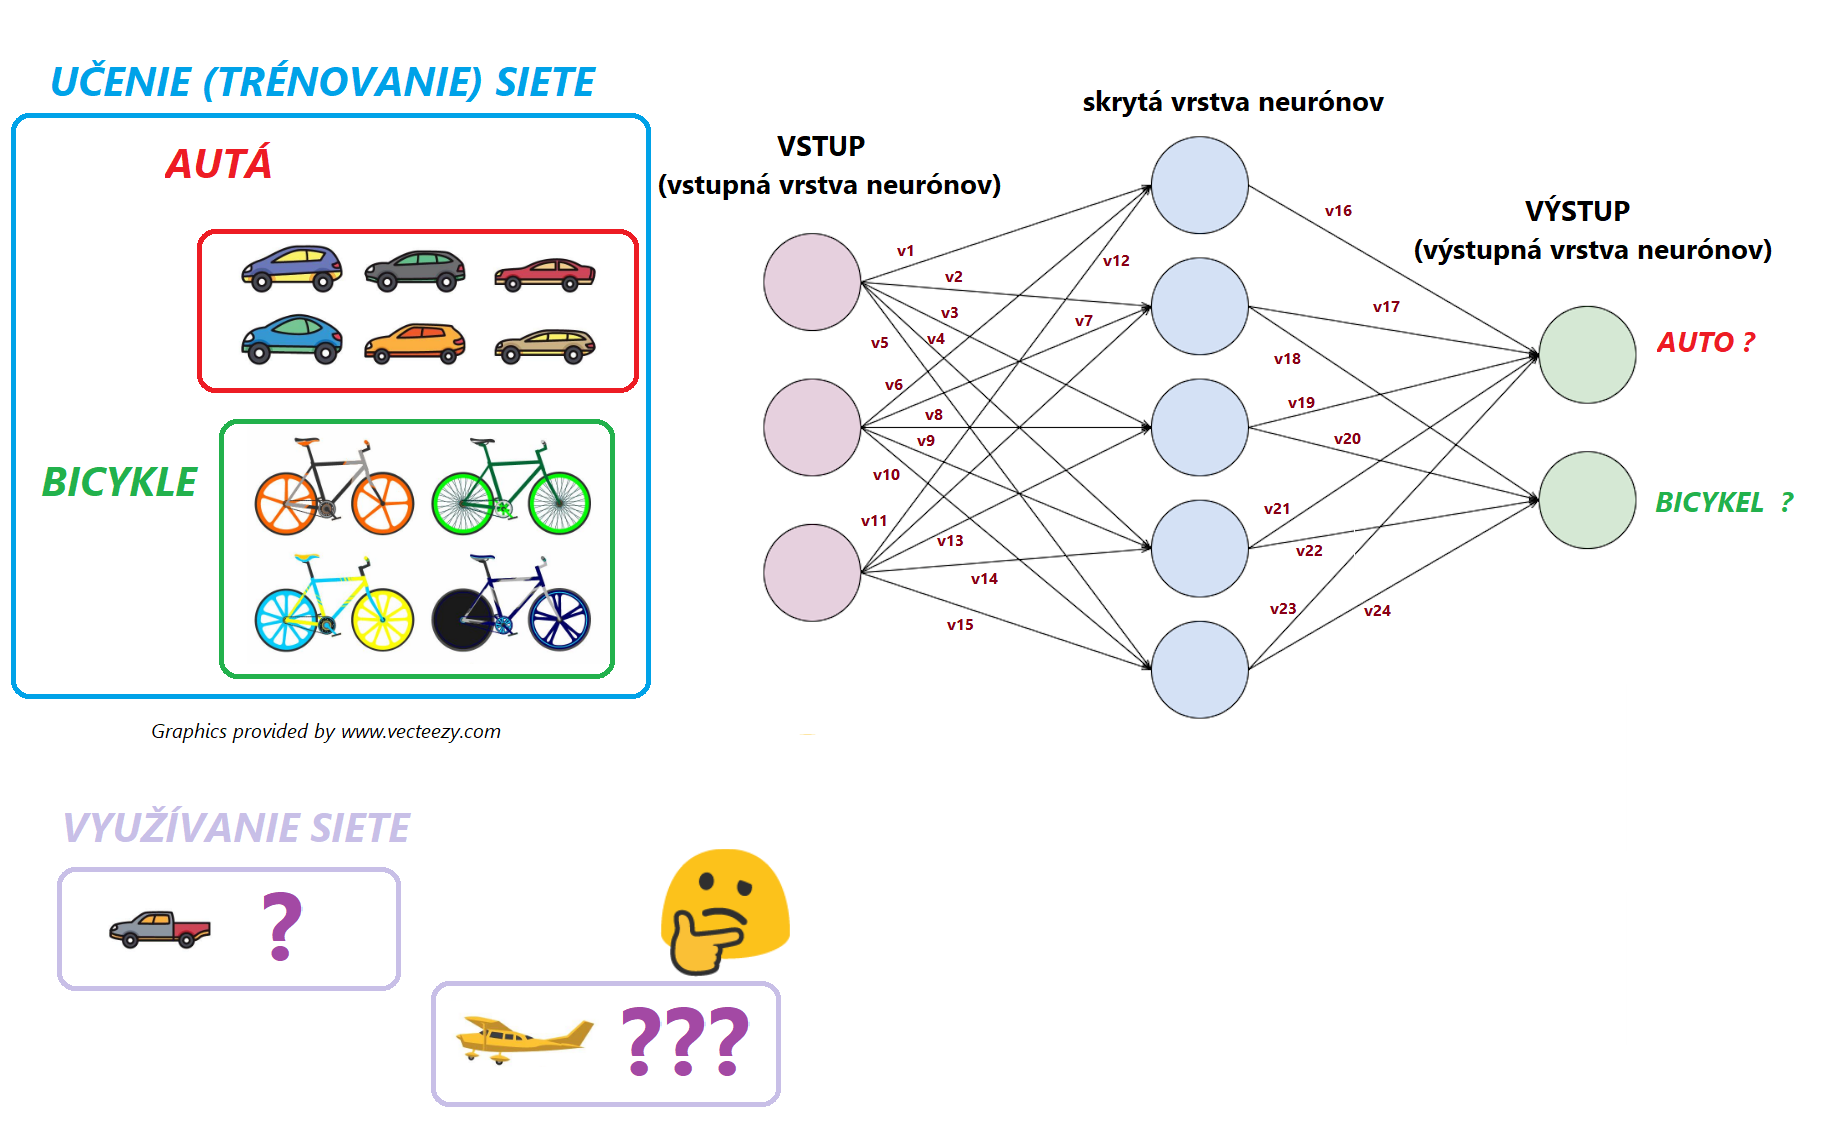 UČENIE (TRÉNOVANIE) SIETE
AUTÁ
BICYKLE
Graphics provided by www.vecteezy.com
VSTUP
(vstupná vrstva neurónov)
skrytá vrstva neurónov
VÝSTUP
(výstupná vrstva neurónov)
v1
v2
v3
v4
v5
v6
v7
v8
v9
v10
v11
v12
v13
v14
v15
v16
v17
v18
v19
v20
v21
v22
v23
v24
AUTO ?
BICYKEL ?
VYUŽÍVANIE SIETE
?
???